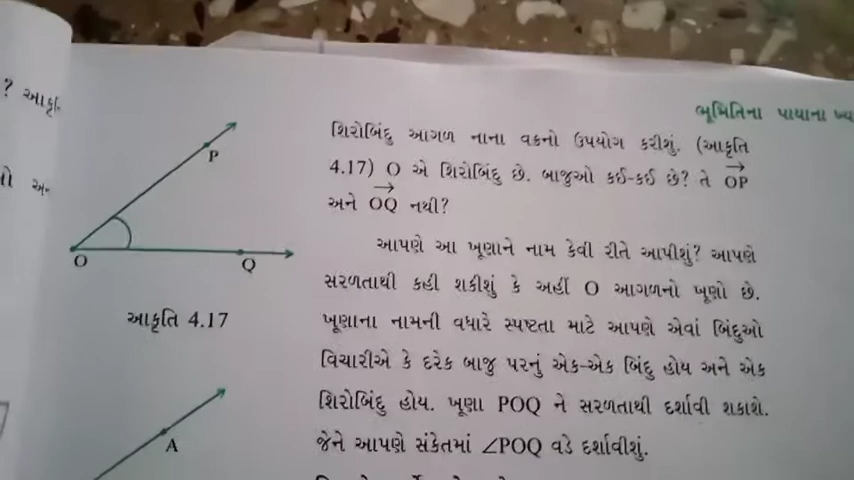 ભૂમિતિના પાયાના
? આકૃ
P
O
Q
આકૃતિ 4.17
A
શિરોબિંદુ આગળ નાના વક્રનો ઉપયોગ કરીશું. (આકૃતિ
4.17) O એ શિરોબિંદુ છે. બાજુઓ કઈ-કઈ છે? તે OP
અને OQ નથી?
આપણે આ ખૂણાને નામ કેવી રીતે આપીશું? આપણે
સરળતાથી કહી શકીશું કે અહીં O આગળનો ખૂણો છે.
ખૂણાના નામની વધારે સ્પષ્ટતા માટે આપણે એવાં બિંદુઓ
વિચારીએ કે દરેક બાજુ પરનું એક-એક બિંદુ હોય અને એક
શિરોબિંદુ હોય. ખૂણા POQ ને સરળતાથી દર્શાવી શકાશે.
જેને આપણે સંકેતમાં ∠POQ વડે દર્શાવીશું.